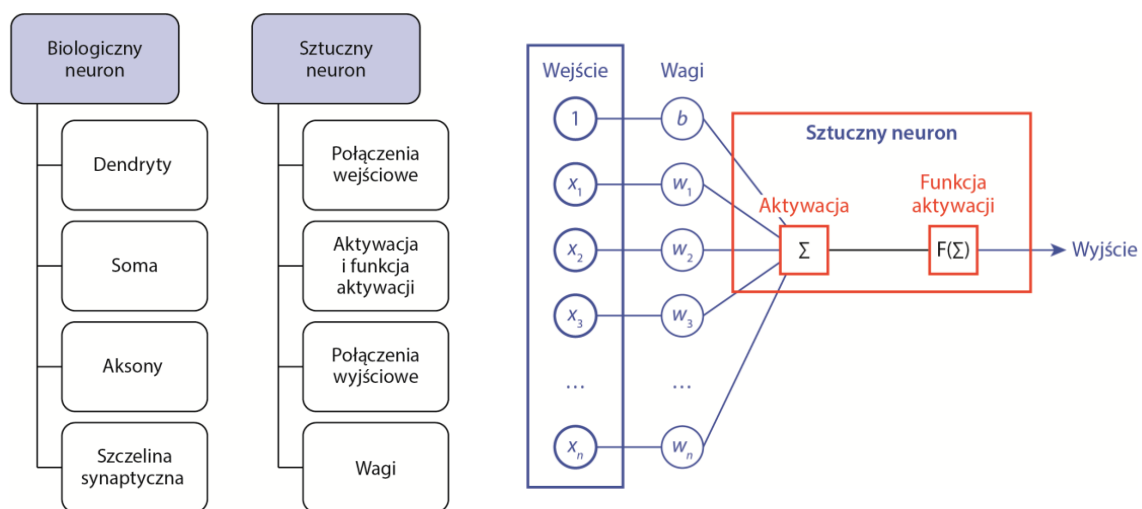 Biologiczny
neuron
Dendryty
Soma
Aksony
Szczelina
synaptyczna
Sztuczny
neuron
Połączenia
wejściowe
Aktywacja
i funkcja
aktywacji
Połączenia
wyjściowe
Wagi
Wejście
Wagi
1
b
x₁
w₁
x₂
w₂
x₃
w₃
...
...
xₙ
wₙ
Sztuczny neuron
Aktywacja
Σ
Funkcja
aktywacji
F(Σ)
Wyjście